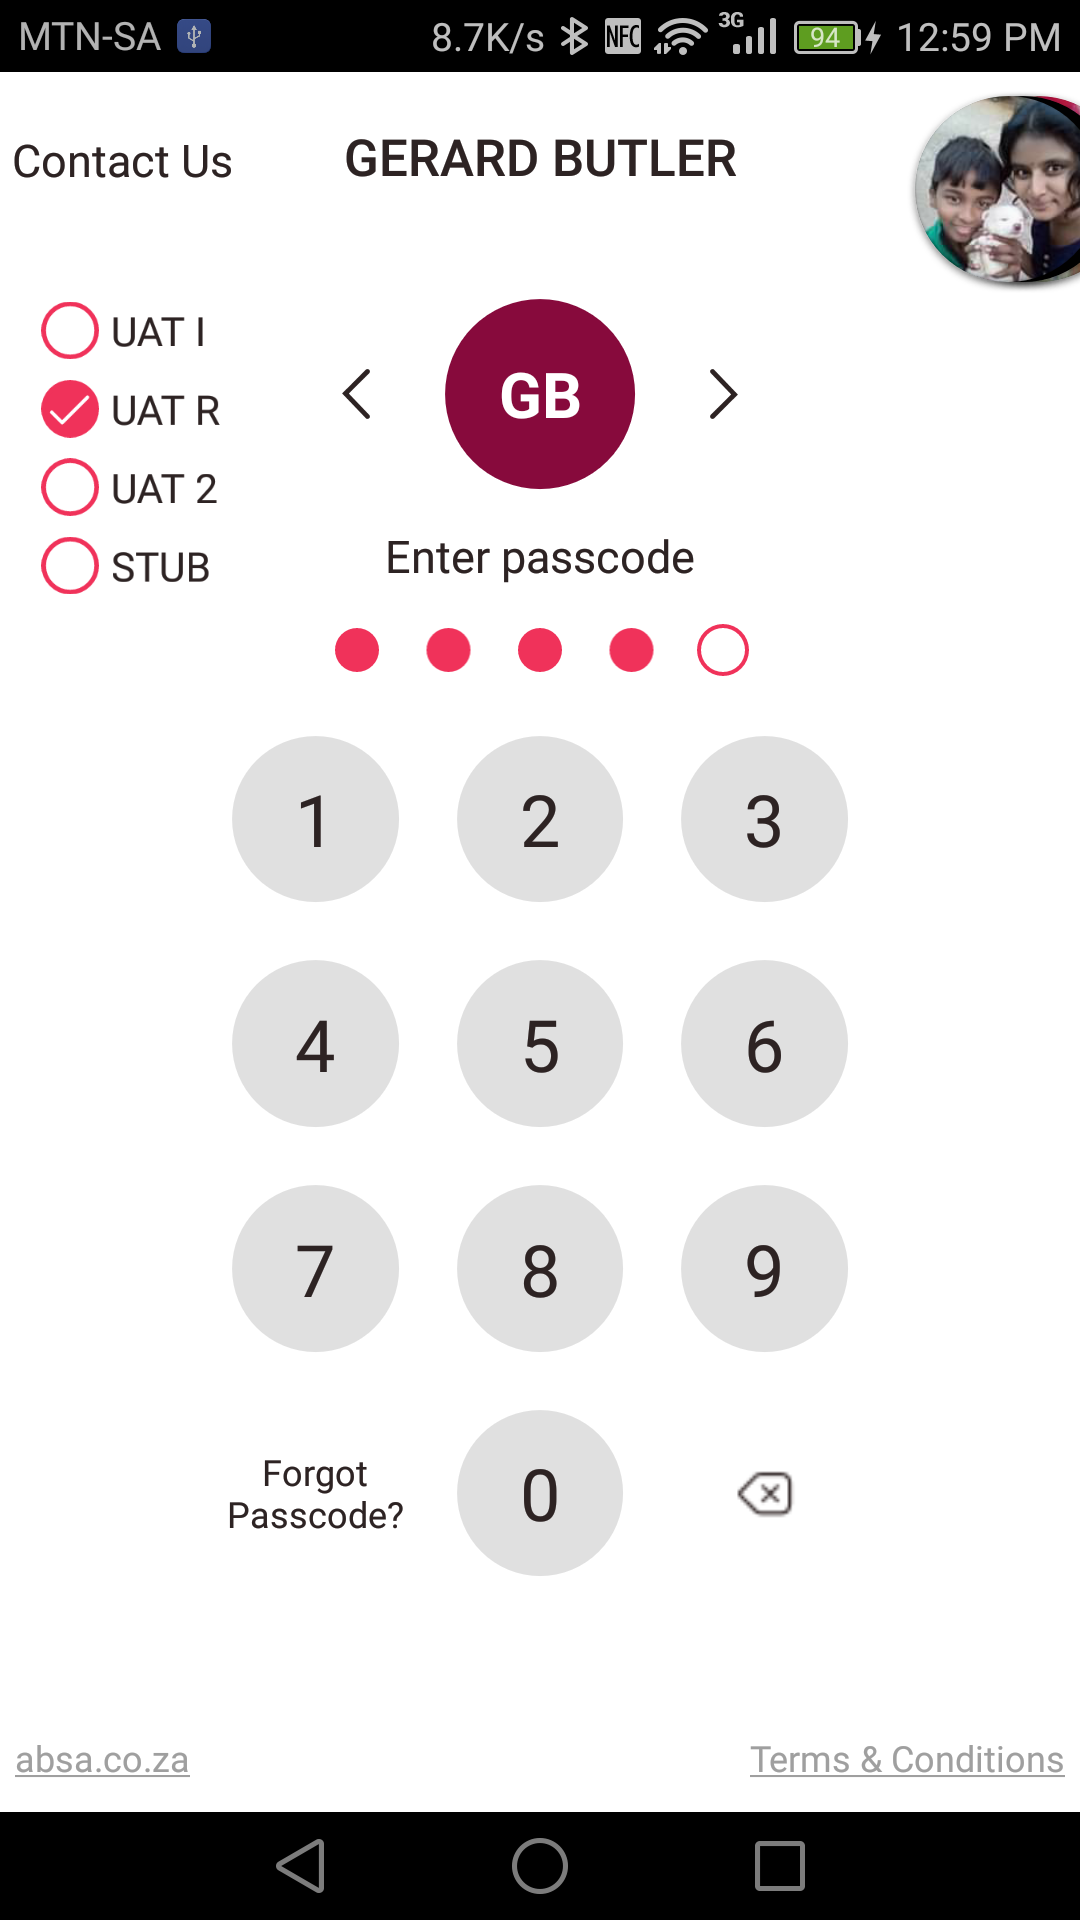 MTN-SA 8.7K/s NFC 3G 94 12:59 PM
Contact Us GERARD BUTLER
UAT I
UAT R
UAT 2
STUB
GB
Enter passcode
1 2 3
4 5 6
7 8 9
Forgot
Passcode?
0
absa.co.za Terms & Conditions